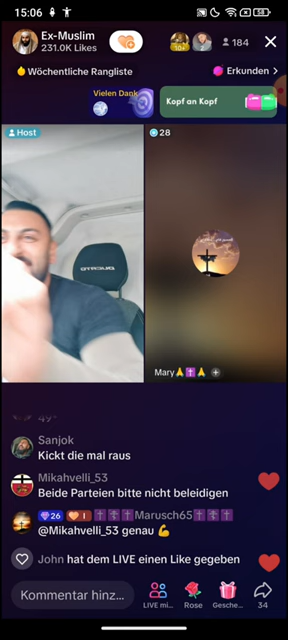 15:06
58
Ex-Muslim
231.0K Likes
184
Wöchentliche Rangliste
Erkunden >
Vielen Dank
Kopf an Kopf
Host
28
DUCATO
Mary🙏✝️🙏
Sanjok
Kickt die mal raus
Mikahvelli_53
Beide Parteien bitte nicht beleidigen
26 I ✝️✝️✝️Marusch65✝️✝️✝️
@Mikahvelli_53 genau 💪
John hat dem LIVE einen Like gegeben
Kommentar hinz...
LIVE mi...
Rose
Gesche...
34